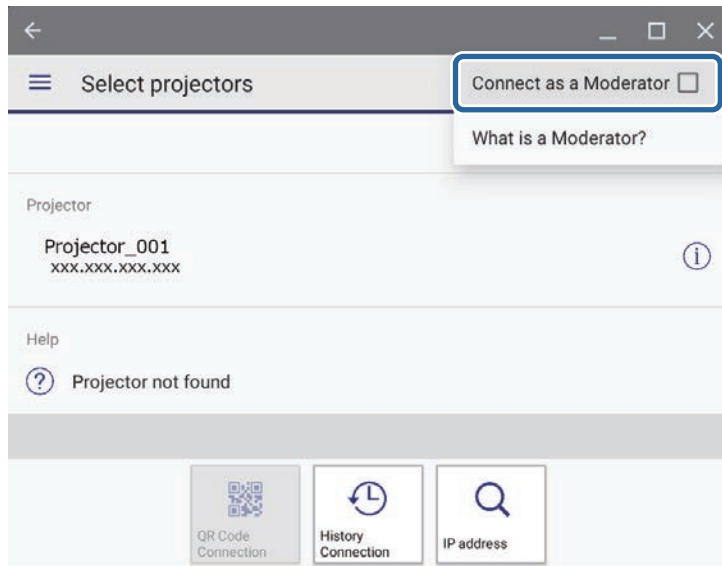 Select projectors
Connect as a Moderator
What is a Moderator?
Projector
Projector_001
xxx.xxx.xxx.xxx
Help
Projector not found
QR Code
Connection
History
Connection
IP address